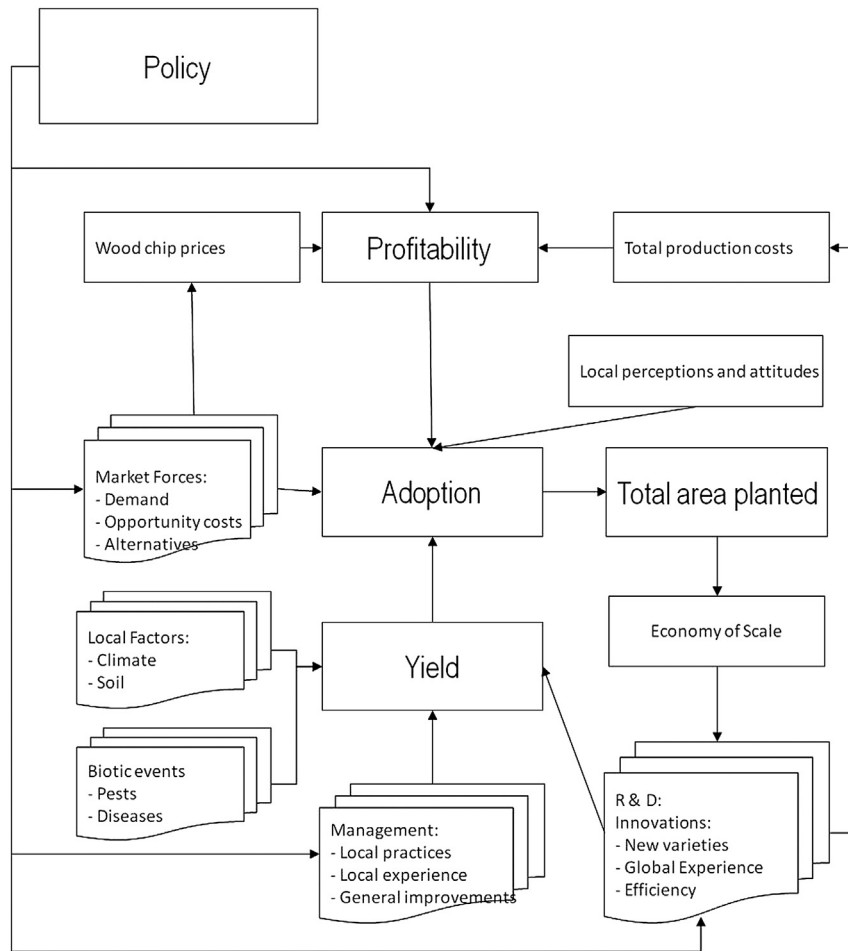 Policy
Wood chip prices
Profitability
Total production costs
Local perceptions and attitudes
Market Forces:
- Demand
- Opportunity costs
- Alternatives
Adoption
Total area planted
Local Factors:
- Climate
- Soil
Yield
Economy of Scale
Biotic events
- Pests
- Diseases
Management:
- Local practices
- Local experience
- General improvements
R & D:
Innovations:
- New varieties
- Global Experience
- Efficiency